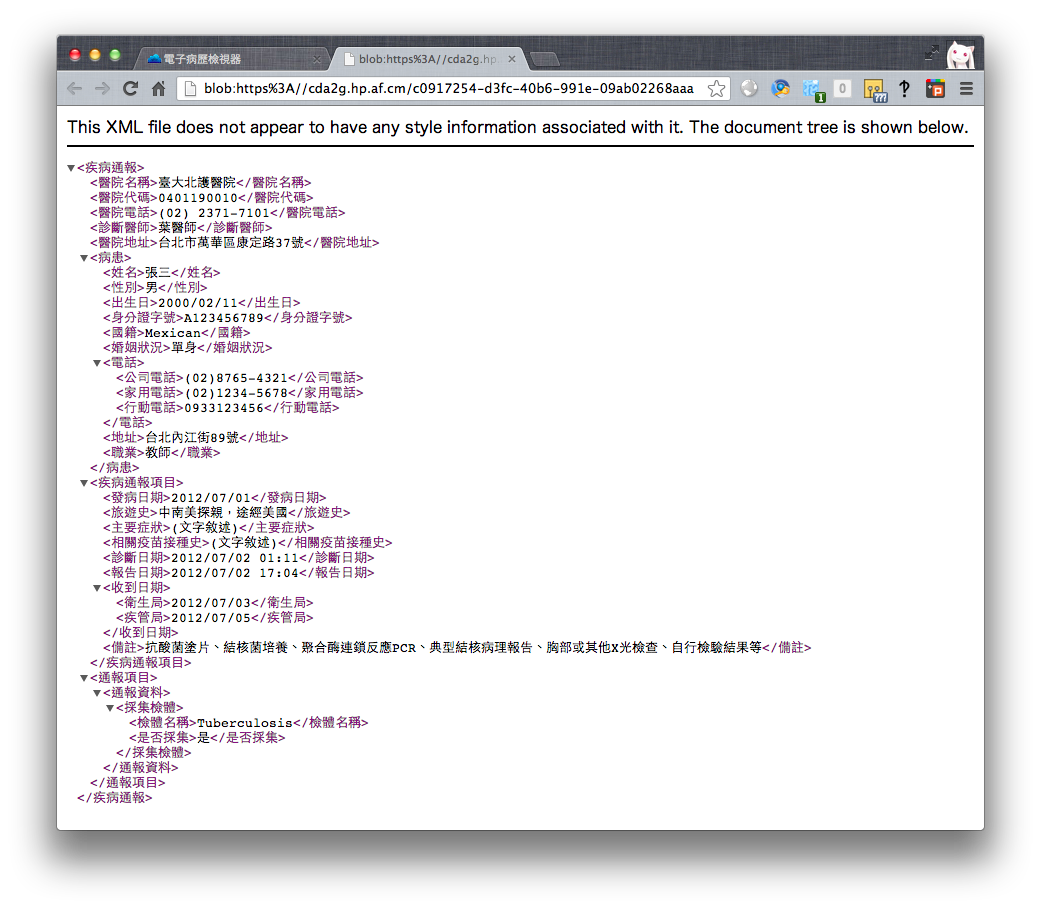 電子病歷檢視器
blob:https%3A//cda2g.hp
blob:https%3A//cda2g.hp.af.cm/c0917254-d3fc-40b6-991e-09ab02268aaa
1
0
777
This XML file does not appear to have any style information associated with it. The document tree is shown below.
▼<疾病通報>
<醫院名稱>臺大北護醫院</醫院名稱>
<醫院代碼>0401190010</醫院代碼>
<醫院電話>(02) 2371-7101</醫院電話>
<診斷醫師>葉醫師</診斷醫師>
<醫院地址>台北市萬華區康定路37號</醫院地址>
▼<病患>
<姓名>張三</姓名>
<性別>男</性別>
<出生日>2000/02/11</出生日>
<身分證字號>A123456789</身分證字號>
<國籍>Mexican</國籍>
<婚姻狀況>單身</婚姻狀況>
▼<電話>
<公司電話>(02)8765-4321</公司電話>
<家用電話>(02)1234-5678</家用電話>
<行動電話>0933123456</行動電話>
</電話>
<地址>台北內江街89號</地址>
<職業>教師</職業>
</病患>
▼<疾病通報項目>
<發病日期>2012/07/01</發病日期>
<旅遊史>中南美探親，途經美國</旅遊史>
<主要症狀>(文字敘述)</主要症狀>
<相關疫苗接種史>(文字敘述)</相關疫苗接種史>
<診斷日期>2012/07/02 01:11</診斷日期>
<報告日期>2012/07/02 17:04</報告日期>
▼<收到日期>
<衛生局>2012/07/03</衛生局>
<疾管局>2012/07/05</疾管局>
</收到日期>
<備註>抗酸菌塗片、結核菌培養、聚合酶連鎖反應PCR、典型結核病理報告、胸部或其他X光檢查、自行檢驗結果等</備註>
</疾病通報項目>
▼<通報項目>
▼<通報資料>
▼<採集檢體>
<檢體名稱>Tuberculosis</檢體名稱>
<是否採集>是</是否採集>
</採集檢體>
</通報資料>
</通報項目>
</疾病通報>